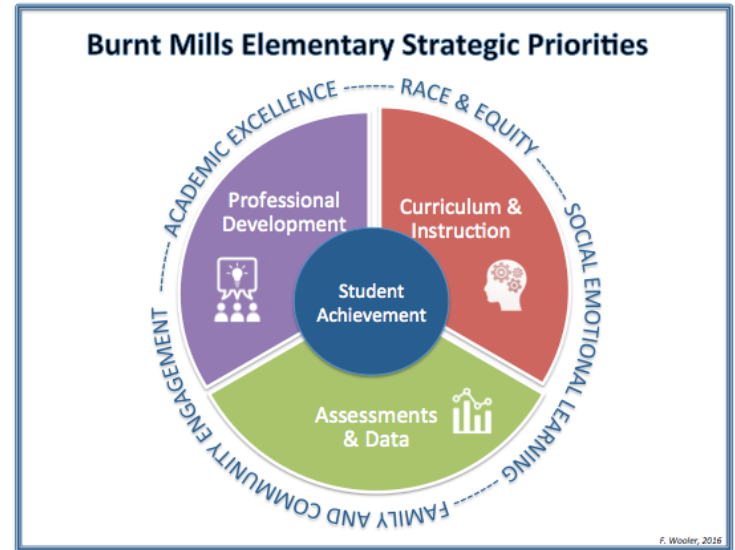 Burnt Mills Elementary Strategic Priorities
ACADEMIC EXCELLENCE ------- RACE & EQUITY ------- SOCIAL EMOTIONAL LEARNING ------- FAMILY AND COMMUNITY ENGAGEMENT -------
Professional
Development
Curriculum &
Instruction
Student
Achievement
Assessments
& Data
F. Wooler, 2016